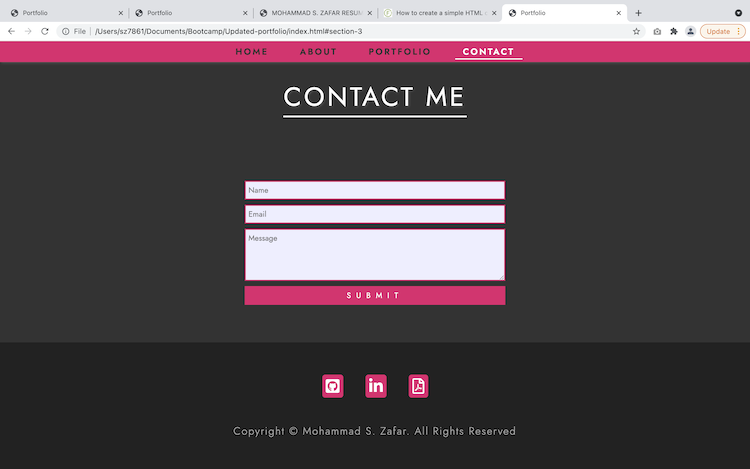 Portfolio
Portfolio
MOHAMMAD S. ZAFAR RESUM
How to create a simple HTML c
Portfolio
File
/Users/sz7861/Documents/Bootcamp/Updated-portfolio/index.html#section-3
Update
HOME ABOUT PORTFOLIO CONTACT
CONTACT ME
Name
Email
Message
SUBMIT
in
Copyright © Mohammad S. Zafar. All Rights Reserved